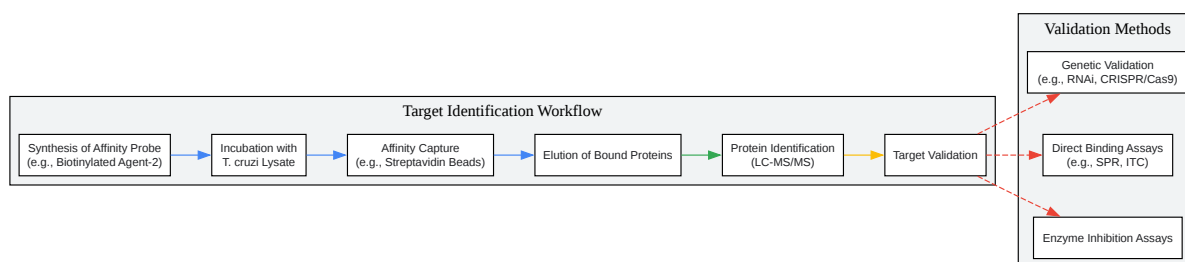 Target Identification Workflow
Synthesis of Affinity Probe
(e.g., Biotinylated Agent-2)
Incubation with
T. cruzi Lysate
Affinity Capture
(e.g., Streptavidin Beads)
Elution of Bound Proteins
Protein Identification
(LC-MS/MS)
Target Validation
Validation Methods
Genetic Validation
(e.g., RNAi, CRISPR/Cas9)
Direct Binding Assays
(e.g., SPR, ITC)
Enzyme Inhibition Assays